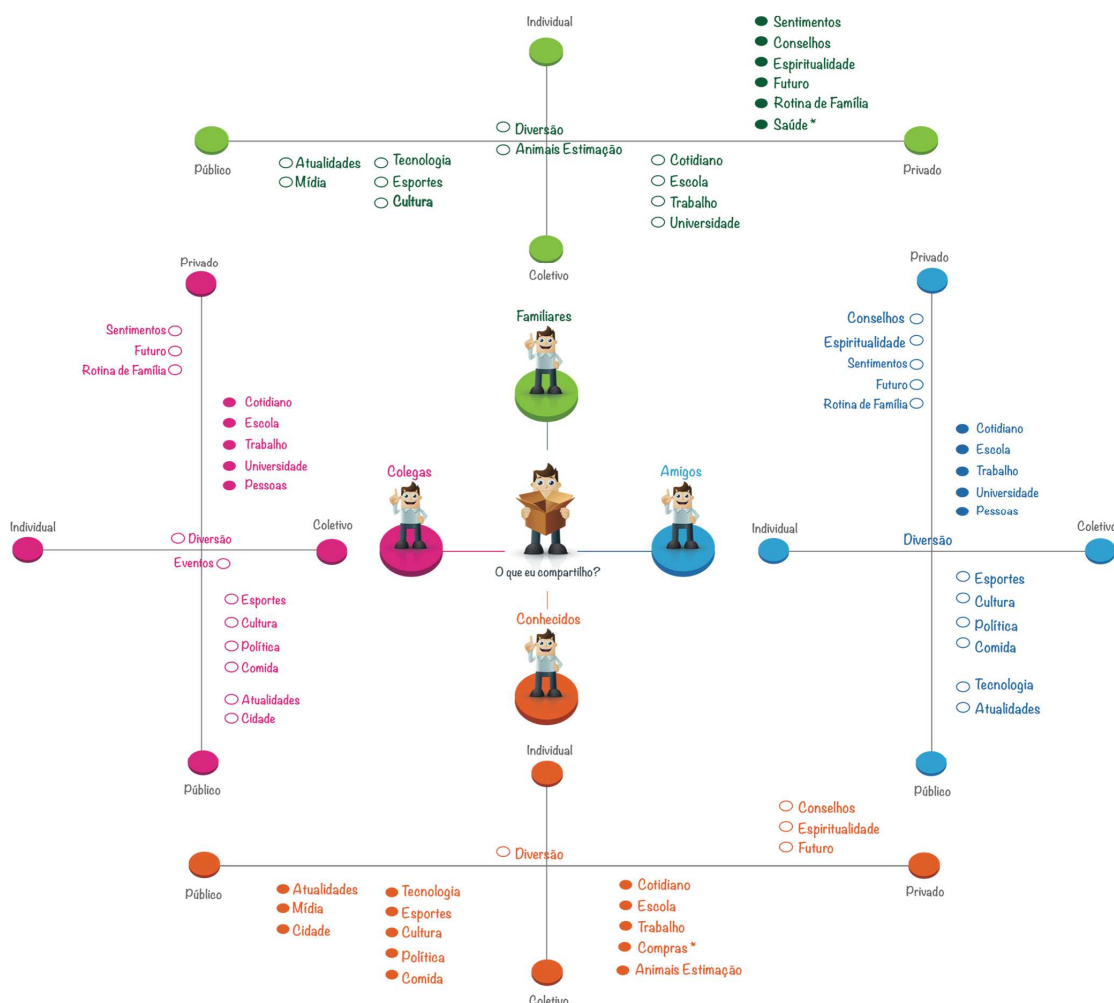 Individual
Sentimentos
Conselhos
Espiritualidade
Futuro
Rotina de Família
Saúde *
Diversão
Animais Estimação
Público
Privado
Atualidades
Mídia
Tecnologia
Esportes
Cultura
Cotidiano
Escola
Trabalho
Universidade
Coletivo
Familiares
Privado
Sentimentos
Futuro
Rotina de Família
Cotidiano
Escola
Trabalho
Universidade
Pessoas
Individual
Coletivo
Diversão
Eventos
Esportes
Cultura
Política
Comida
Atualidades
Cidade
Público
Colegas
O que eu compartilho?
Amigos
Privado
Conselhos
Espiritualidade
Sentimentos
Futuro
Rotina de Família
Cotidiano
Escola
Trabalho
Universidade
Pessoas
Individual
Coletivo
Diversão
Esportes
Cultura
Política
Comida
Tecnologia
Atualidades
Público
Conhecidos
Individual
Conselhos
Espiritualidade
Futuro
Diversão
Público
Privado
Atualidades
Mídia
Cidade
Tecnologia
Esportes
Cultura
Política
Comida
Cotidiano
Escola
Trabalho
Compras *
Animais Estimação
Coletivo